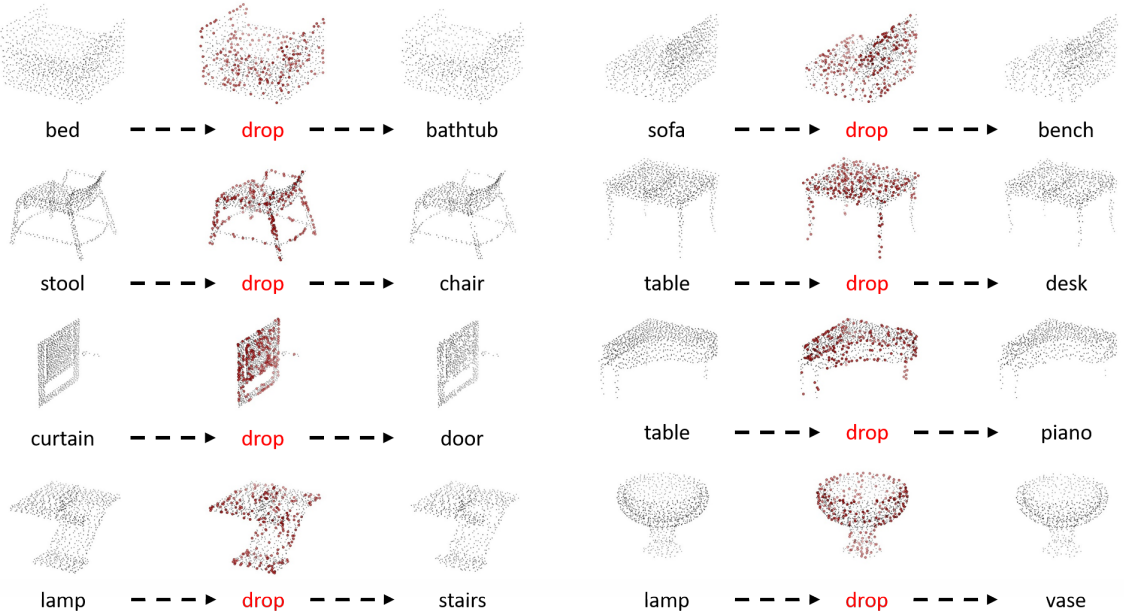 bed drop bathtub
sofa drop bench
stool drop chair
table drop desk
curtain drop door
table drop piano
lamp drop stairs
lamp drop vase